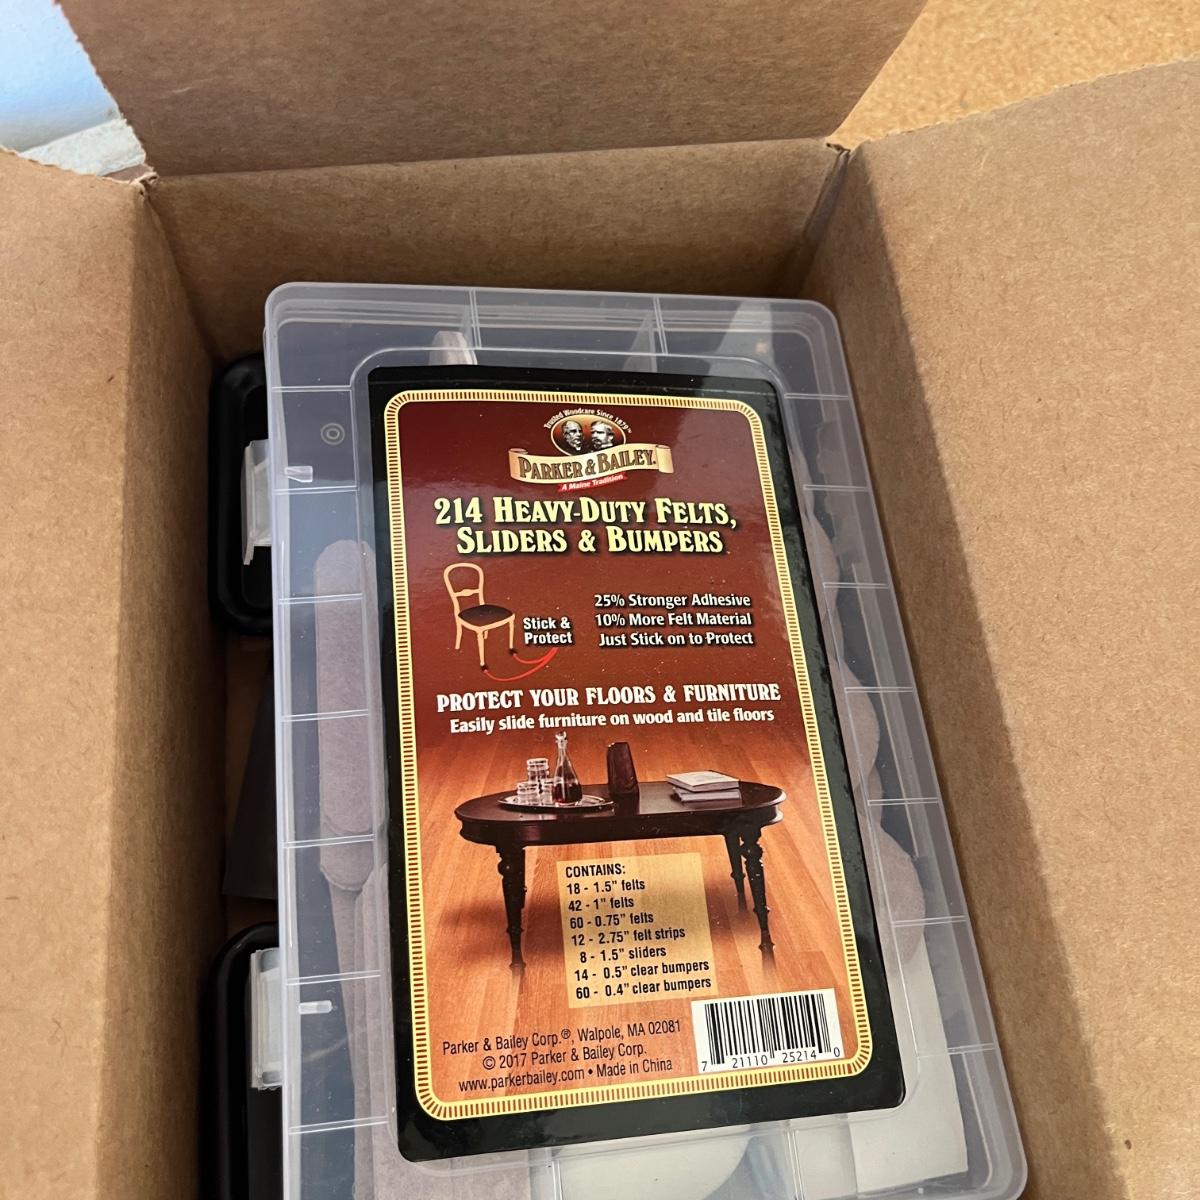 Trusted Woodcare Since 1879™
PARKER & BAILEY.
A Maine Tradition
214 HEAVY-DUTY FELTS,
SLIDERS & BUMPERS
Stick &
Protect
25% Stronger Adhesive
10% More Felt Material
Just Stick on to Protect
PROTECT YOUR FLOORS & FURNITURE
Easily slide furniture on wood and tile floors
CONTAINS:
18 - 1.5" felts
42 - 1" felts
60 - 0.75" felts
12 - 2.75" felt strips
8 - 1.5" sliders
14 - 0.5" clear bumpers
60 - 0.4" clear bumpers
Parker & Bailey Corp.®, Walpole, MA 02081
© 2017 Parker & Bailey Corp.
www.parkerbailey.com • Made in China
7 21110 25214 0